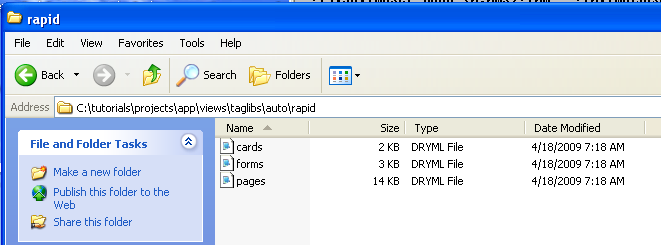 rapid
File Edit View Favorites Tools Help
Back Search Folders
Address C:\tutorials\projects\app\views\taglibs\auto\rapid
File and Folder Tasks
Make a new folder
Publish this folder to the
Web
Share this folder
Name Size Type Date Modified
cards 2 KB DRYML File 4/18/2009 7:18 AM
forms 3 KB DRYML File 4/18/2009 7:18 AM
pages 14 KB DRYML File 4/18/2009 7:18 AM